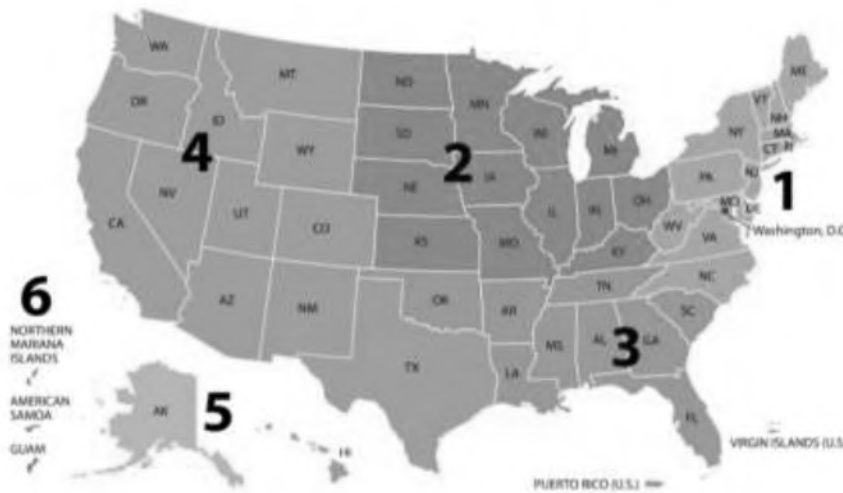 WA
MT
ND
MN
ME
VT
NH
OR
ID
SD
WI
MI
NY
MA
CT
RI
4
WY
2
1
NV
NE
IA
PA
NJ
CA
UT
CO
IL
IN
OH
MD
DE
Washington, D.C
KS
MO
WV
VA
KY
NC
TN
AZ
NM
OK
AR
SC
6
NORTHERN
MARIANA
ISLANDS
MS
AL
GA
3
TX
LA
AMERICAN
SAMOA
AK
5
FL
GUAM
HI
VIRGIN ISLANDS (U.S
PUERTO RICO (U.S.)